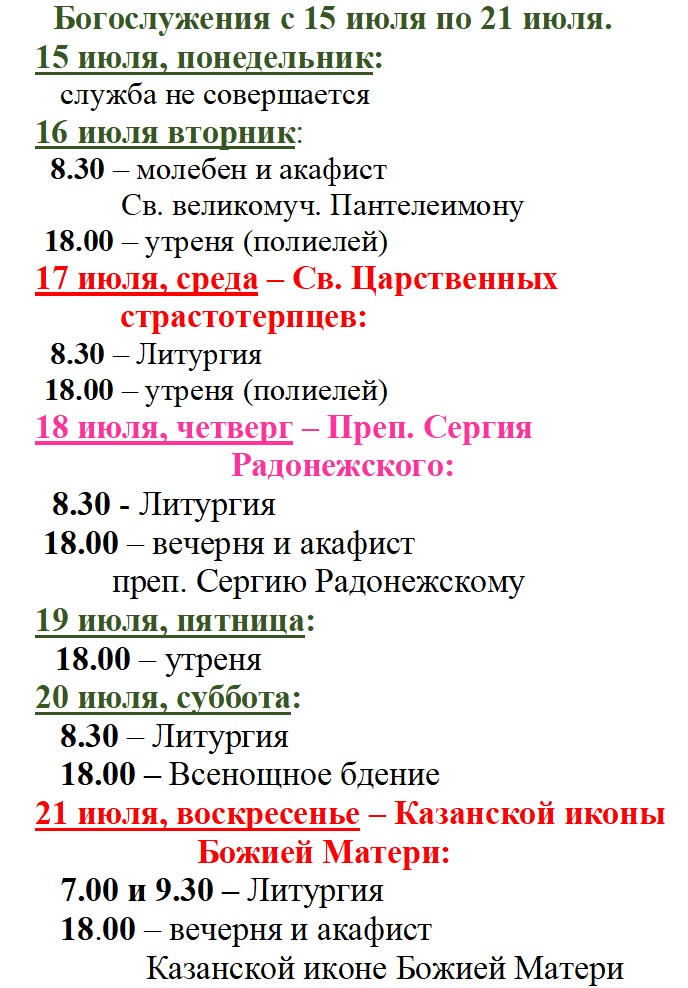 Богослужения с 15 июля по 21 июля.
15 июля, понедельник:
служба не совершается
16 июля вторник:
8.30 – молебен и акафист
Св. великомуч. Пантелеимону
18.00 – утреня (полиелей)
17 июля, среда – Св. Царственных
страстотерпцев:
8.30 – Литургия
18.00 – утреня (полиелей)
18 июля, четверг – Преп. Сергия
Радонежского:
8.30 - Литургия
18.00 – вечерня и акафист
преп. Сергию Радонежскому
19 июля, пятница:
18.00 – утреня
20 июля, суббота:
8.30 – Литургия
18.00 – Всенощное бдение
21 июля, воскресенье – Казанской иконы
Божией Матери:
7.00 и 9.30 – Литургия
18.00 – вечерня и акафист
Казанской иконе Божией Матери